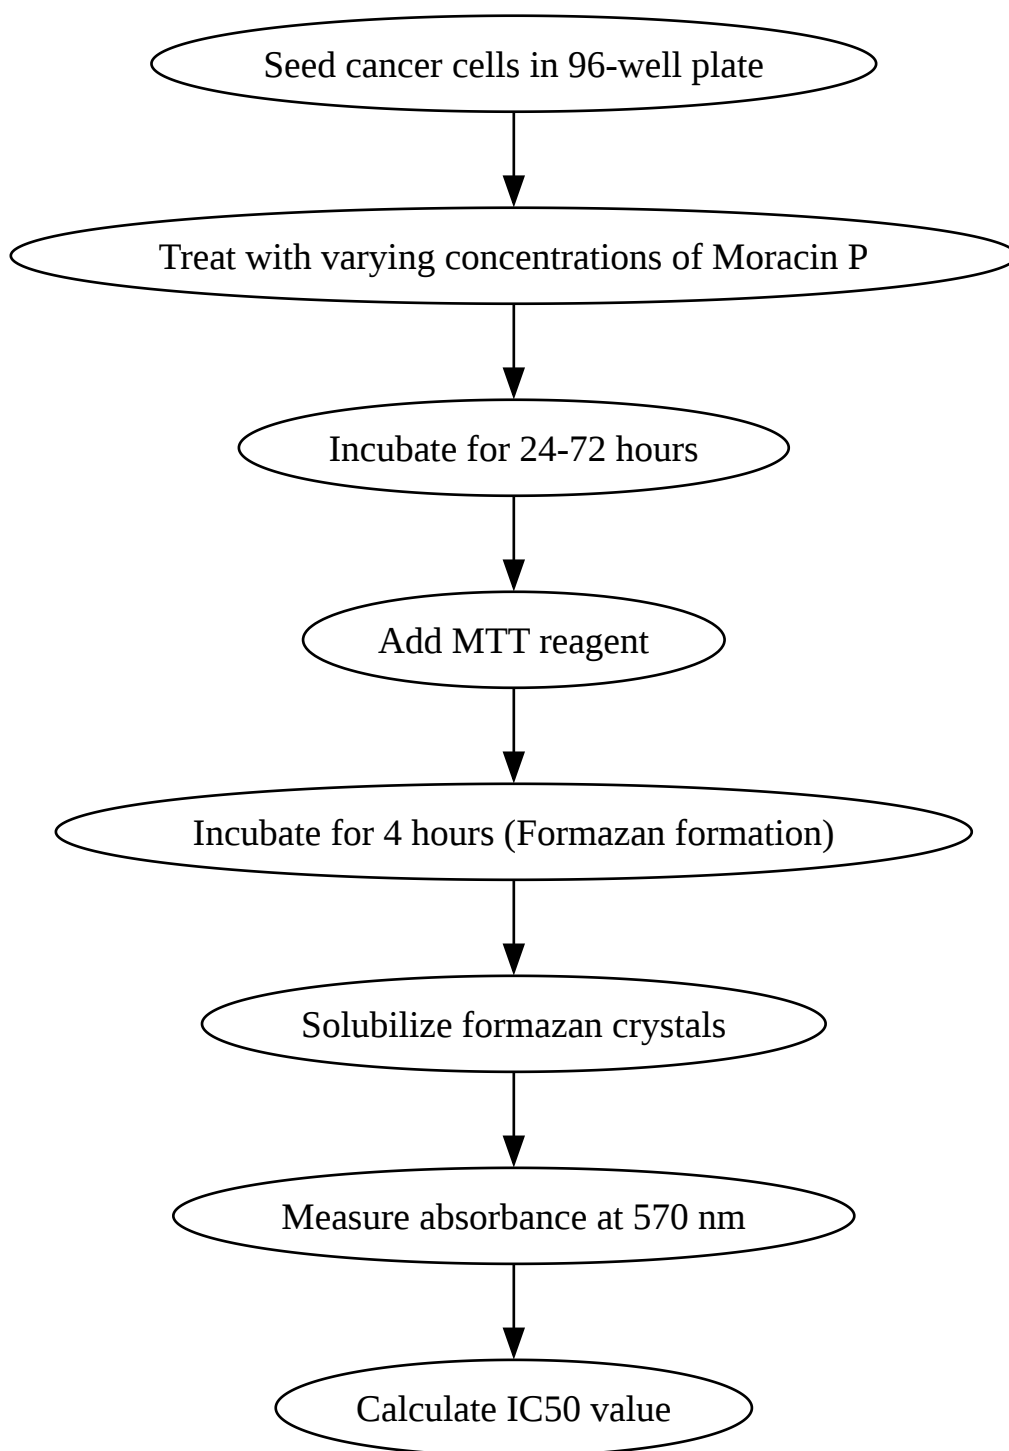 Seed cancer cells in 96-well plate
Treat with varying concentrations of Moracin P
Incubate for 24-72 hours
Add MTT reagent
Incubate for 4 hours (Formazan formation)
Solubilize formazan crystals
Measure absorbance at 570 nm
Calculate IC50 value